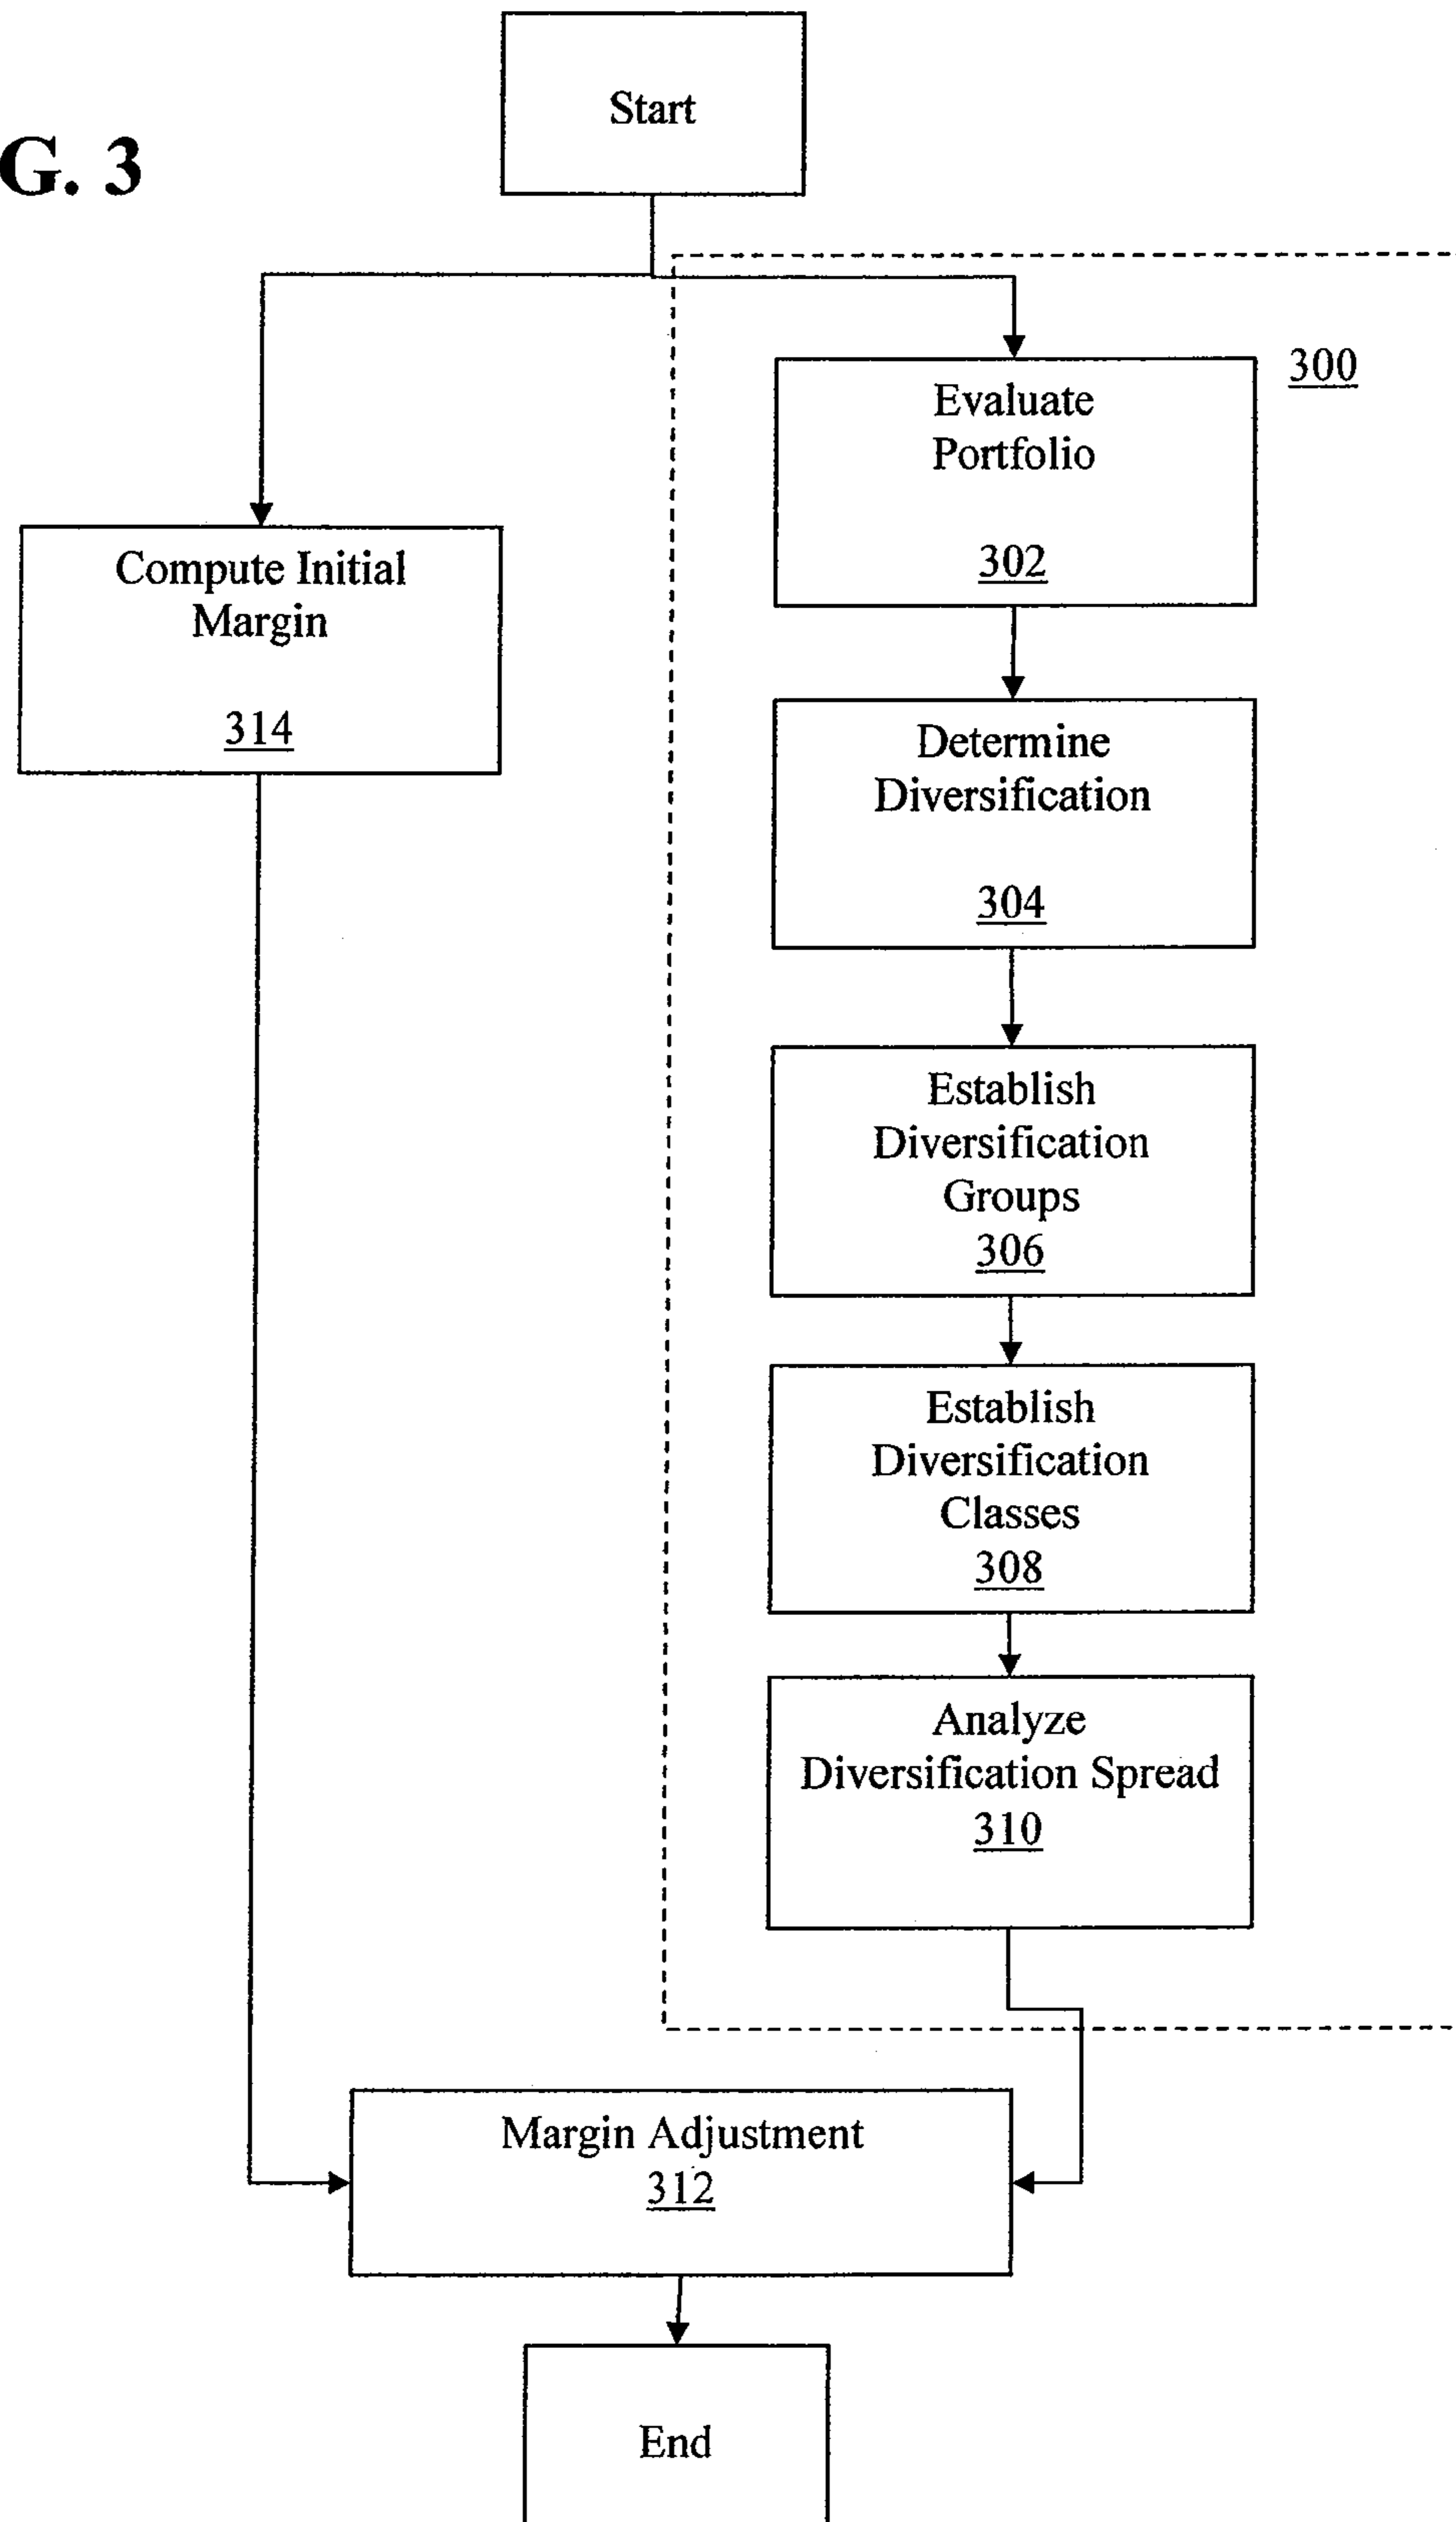 G. 3
Start
300
Evaluate
Portfolio
302
Compute Initial
Margin
314
Determine
Diversification
304
Establish
Diversification
Groups
306
Establish
Diversification
Classes
308
Analyze
Diversification Spread
310
Margin Adjustment
312
End